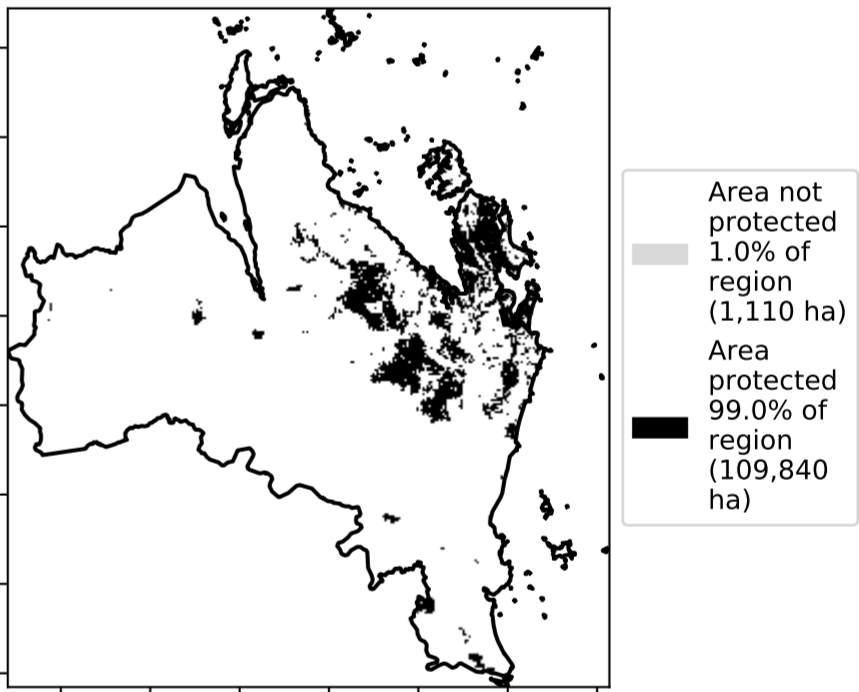 Area not
protected
1.0% of
region
(1,110 ha)
Area
protected
99.0% of
region
(109,840
ha)